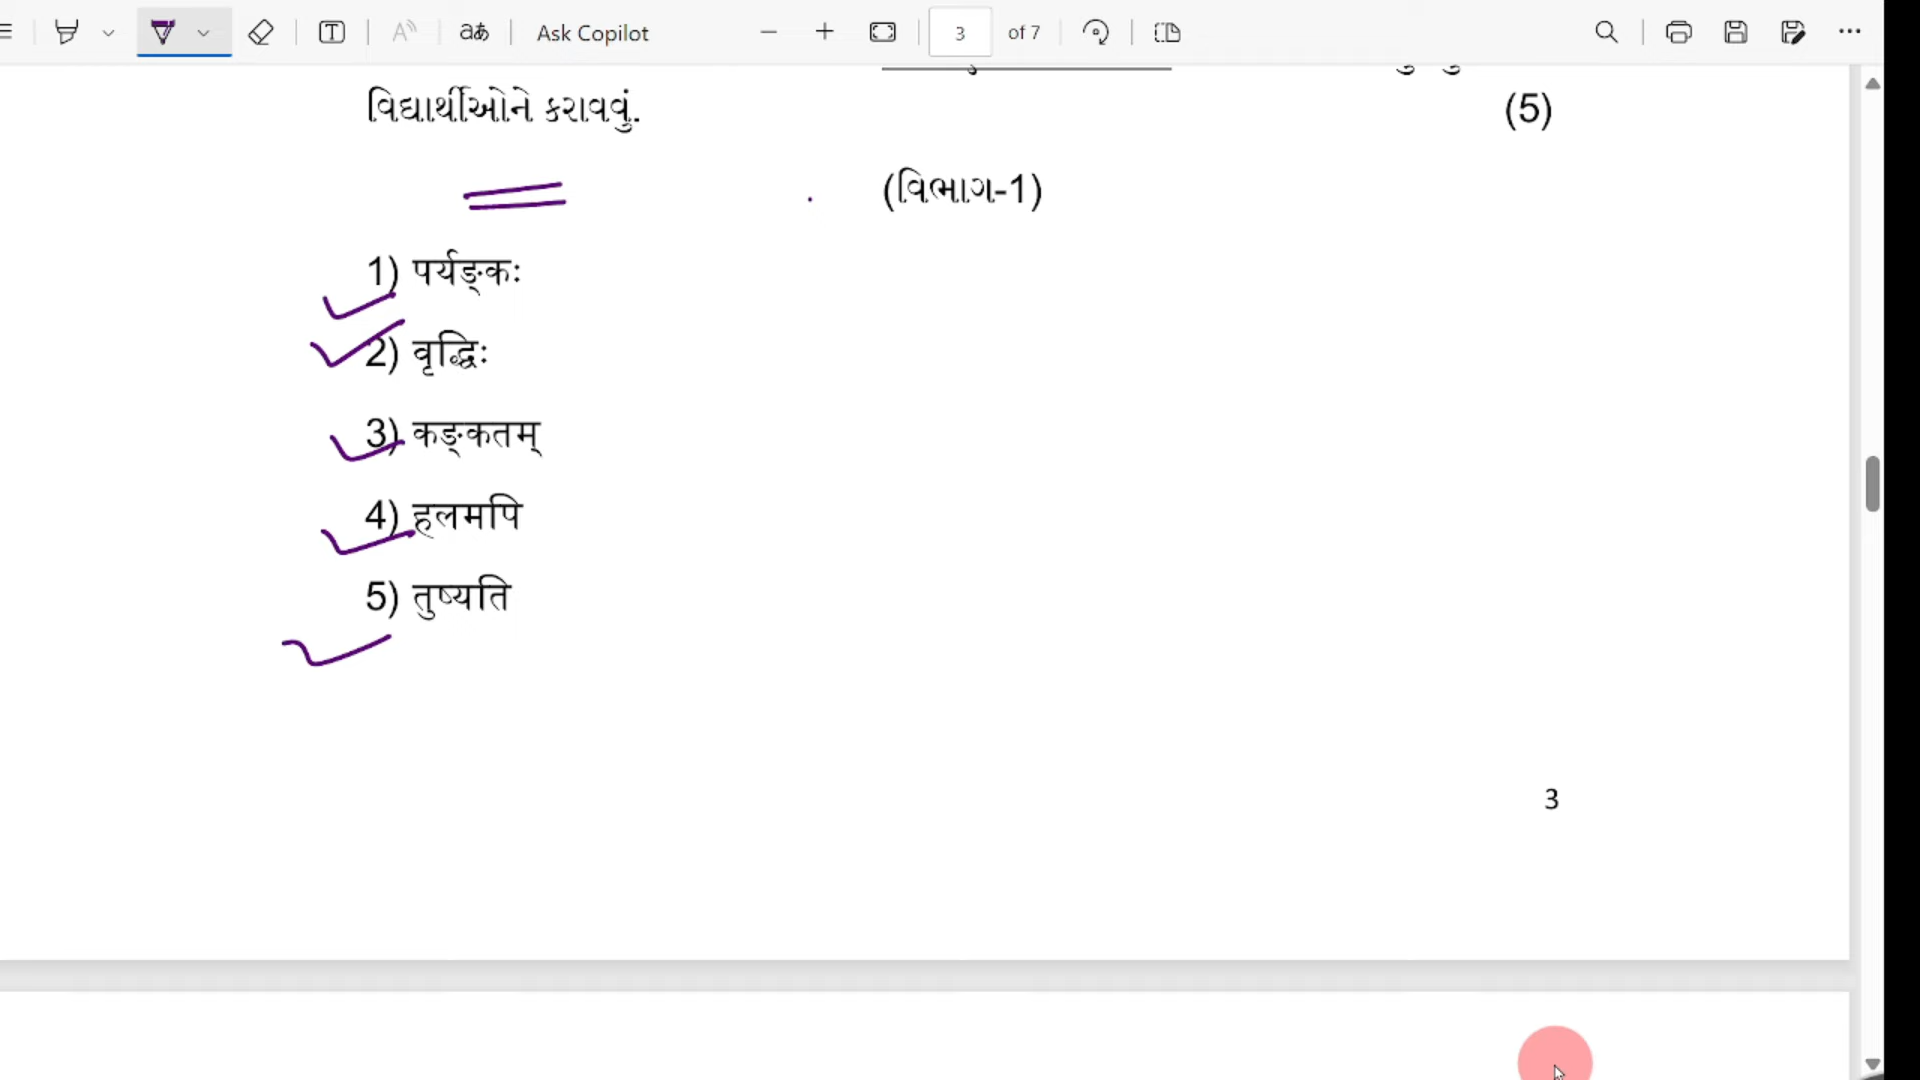 Ask Copilot
3 of 7
વિદ્યાર્થીઓને કરાવવું. (5)
(વિભાગ-1)
1) पर्यङ्कः
2) वृद्धिः
3) कङ्कतम्
4) हलमपि
5) तुष्यति
3